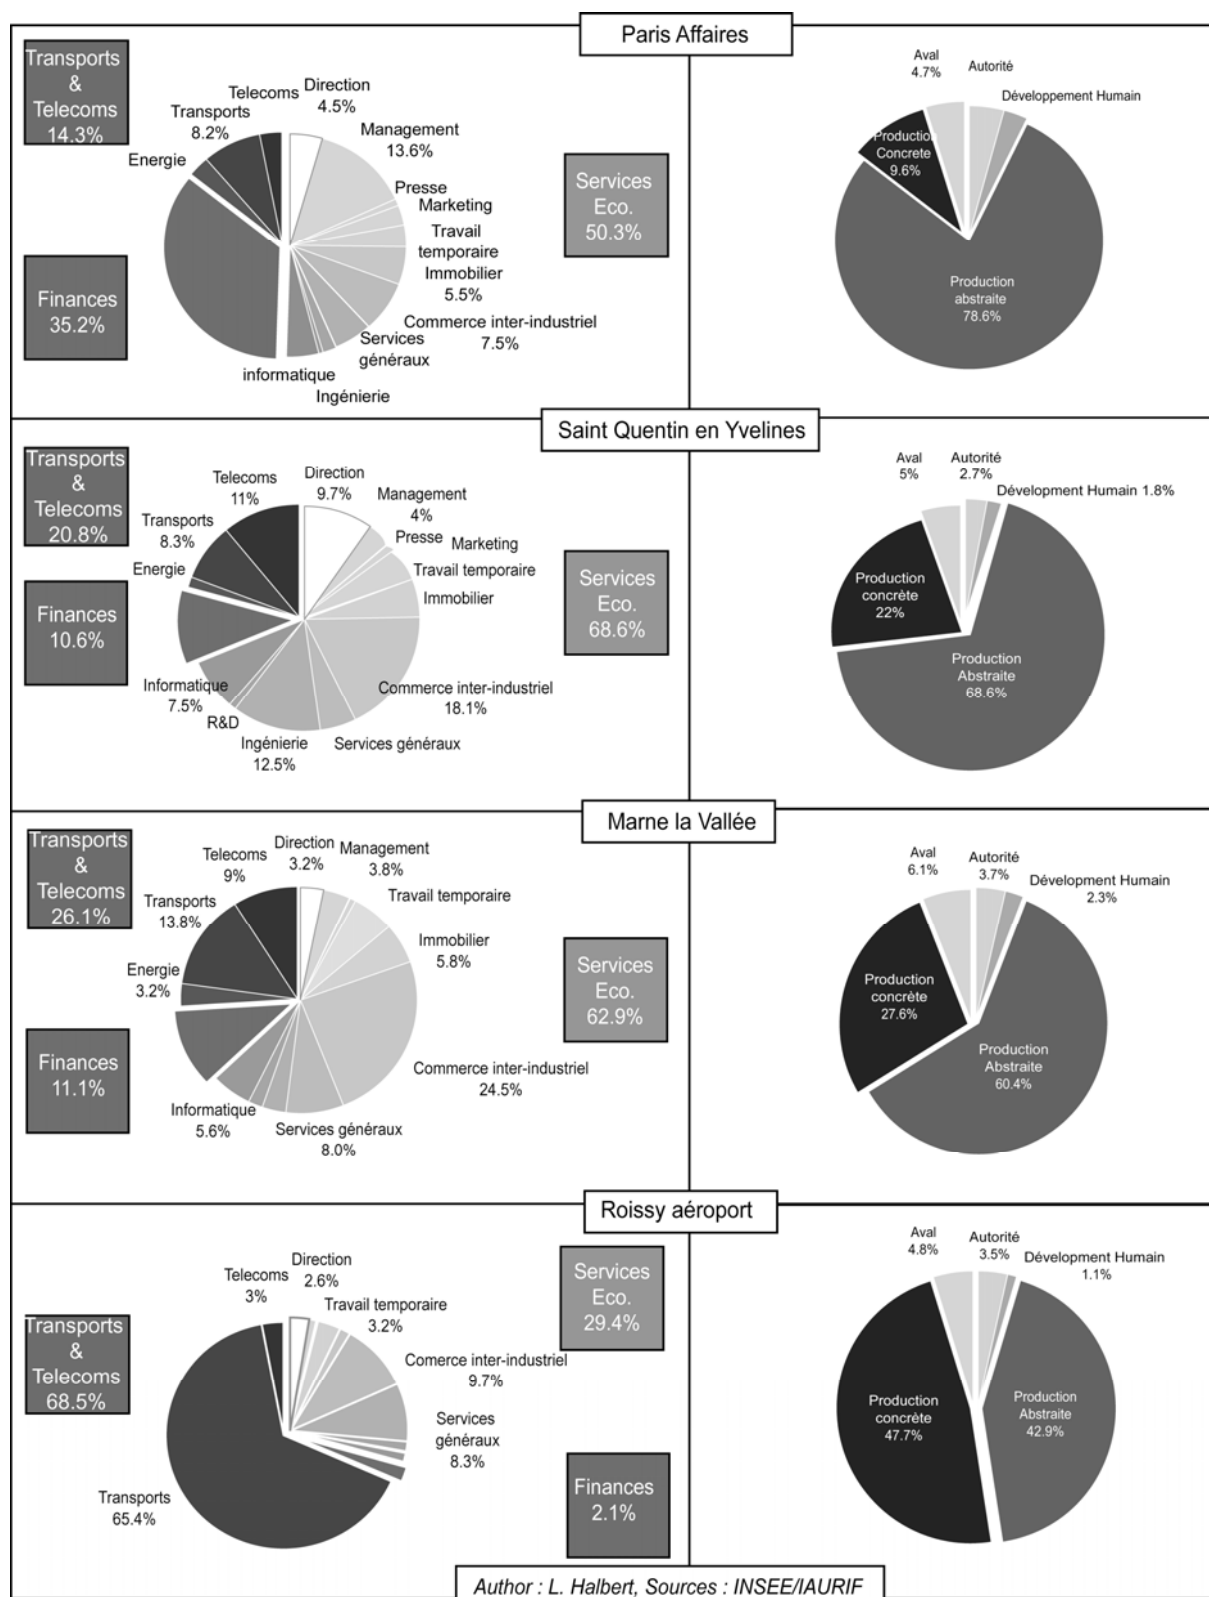 Paris Affaires
Transports
&
Telecoms
14.3%
Finances
35.2%
Services
Eco.
50.3%
Direction
4.5%
Management
13.6%
Presse
Marketing
Travail
temporaire
Immobilier
5.5%
Commerce inter-industriel
7.5%
Services
généraux
Ingénierie
informatique
Energie
Transports
8.2%
Telecoms
Aval
4.7%
Autorité
Développement Humain
Production
Concrete
9.6%
Production
abstraite
78.6%
Saint Quentin en Yvelines
Transports
&
Telecoms
20.8%
Finances
10.6%
Services
Eco.
68.6%
Direction
9.7%
Management
4%
Presse
Marketing
Travail temporaire
Immobilier
Commerce inter-industriel
18.1%
Services généraux
Ingénierie
12.5%
R&D
Informatique
7.5%
Energie
Transports
8.3%
Telecoms
11%
Aval
5%
Autorité
2.7%
Dévelopment Humain 1.8%
Production
concrète
22%
Production
Abstraite
68.6%
Marne la Vallée
Transports
&
Telecoms
26.1%
Finances
11.1%
Services
Eco.
62.9%
Direction
3.2%
Management
3.8%
Travail temporaire
Immobilier
5.8%
Commerce inter-industriel
24.5%
Services généraux
8.0%
Informatique
5.6%
Energie
3.2%
Transports
13.8%
Telecoms
9%
Aval
6.1%
Autorité
3.7%
Dévelopment Humain
2.3%
Production
concrète
27.6%
Production
Abstraite
60.4%
Roissy aéroport
Transports
&
Telecoms
68.5%
Services
Eco.
29.4%
Finances
2.1%
Telecoms
3%
Direction
2.6%
Travail temporaire
3.2%
Comerce inter-industriel
9.7%
Services
généraux
8.3%
Transports
65.4%
Aval
4.8%
Autorité
3.5%
Dévelopment Humain
1.1%
Production
concrète
47.7%
Production
Abstraite
42.9%
Author : L. Halbert, Sources : INSEE/IAURIF